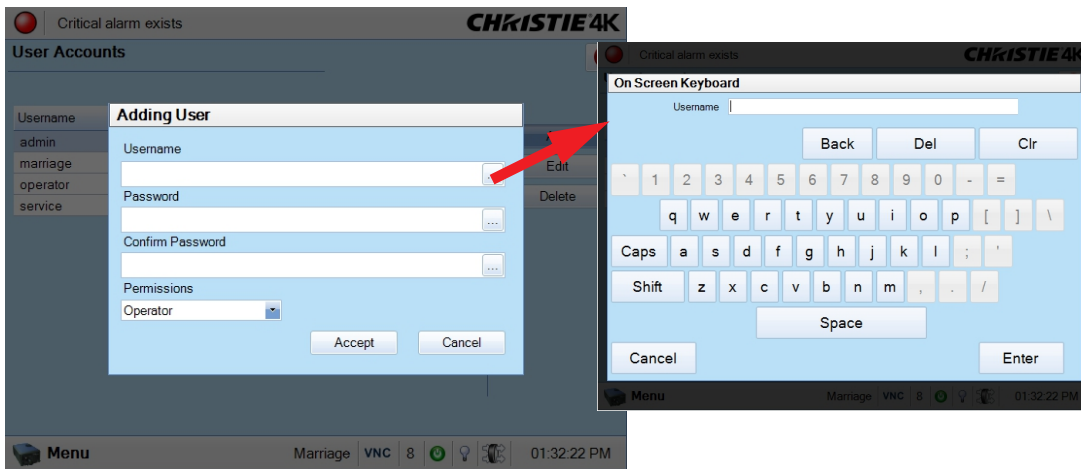 Critical alarm exists
CHRISTIE 4K
User Accounts
Username
admin
marriage
operator
service
Edit
Delete
Adding User
Username
...
Password
...
Confirm Password
...
Permissions
Operator
Accept
Cancel
Menu
Marriage VNC 8 01:32:22 PM
Critical alarm exists
CHRISTIE 4K
On Screen Keyboard
Username
Back Del Clr
` 1 2 3 4 5 6 7 8 9 0 - =
q w e r t y u i o p [ ] \
Caps a s d f g h j k l ; '
Shift z x c v b n m , . /
Space
Cancel Enter
Menu
Marriage VNC 8 01:32:22 PM